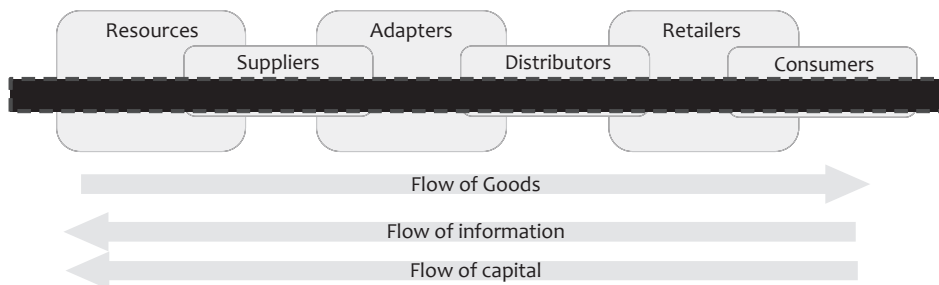 Resources
Suppliers
Adapters
Distributors
Retailers
Consumers
Flow of Goods
Flow of information
Flow of capital